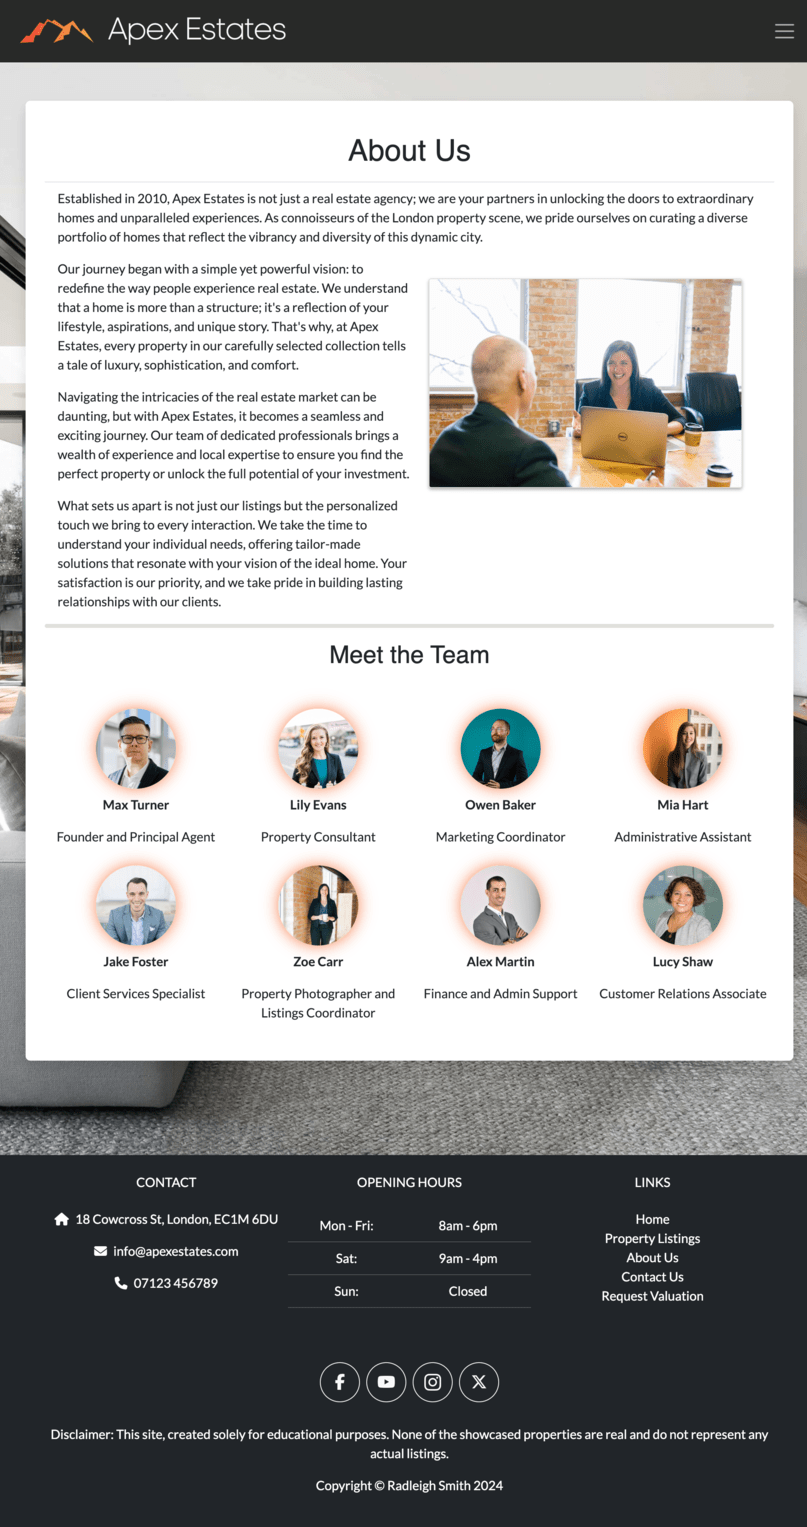 Apex Estates
About Us
Established in 2010, Apex Estates is not just a real estate agency; we are your partners in unlocking the doors to extraordinary
homes and unparalleled experiences. As connoisseurs of the London property scene, we pride ourselves on curating a diverse
portfolio of homes that reflect the vibrancy and diversity of this dynamic city.
Our journey began with a simple yet powerful vision: to
redefine the way people experience real estate. We understand
that a home is more than a structure; it's a reflection of your
lifestyle, aspirations, and unique story. That's why, at Apex
Estates, every property in our carefully selected collection tells
a tale of luxury, sophistication, and comfort.
Navigating the intricacies of the real estate market can be
daunting, but with Apex Estates, it becomes a seamless and
exciting journey. Our team of dedicated professionals brings a
wealth of experience and local expertise to ensure you find the
perfect property or unlock the full potential of your investment.
What sets us apart is not just our listings but the personalized
touch we bring to every interaction. We take the time to
understand your individual needs, offering tailor-made
solutions that resonate with your vision of the ideal home. Your
satisfaction is our priority, and we take pride in building lasting
relationships with our clients.
DELL
Meet the Team
Max Turner
Founder and Principal Agent
Lily Evans
Property Consultant
Owen Baker
Marketing Coordinator
Mia Hart
Administrative Assistant
Jake Foster
Client Services Specialist
Zoe Carr
Property Photographer and
Listings Coordinator
Alex Martin
Finance and Admin Support
Lucy Shaw
Customer Relations Associate
CONTACT
18 Cowcross St, London, EC1M 6DU
info@apexestates.com
07123 456789
OPENING HOURS
Mon - Fri: 8am - 6pm
Sat: 9am - 4pm
Sun: Closed
LINKS
Home
Property Listings
About Us
Contact Us
Request Valuation
Disclaimer: This site, created solely for educational purposes. None of the showcased properties are real and do not represent any
actual listings.
Copyright © Radleigh Smith 2024